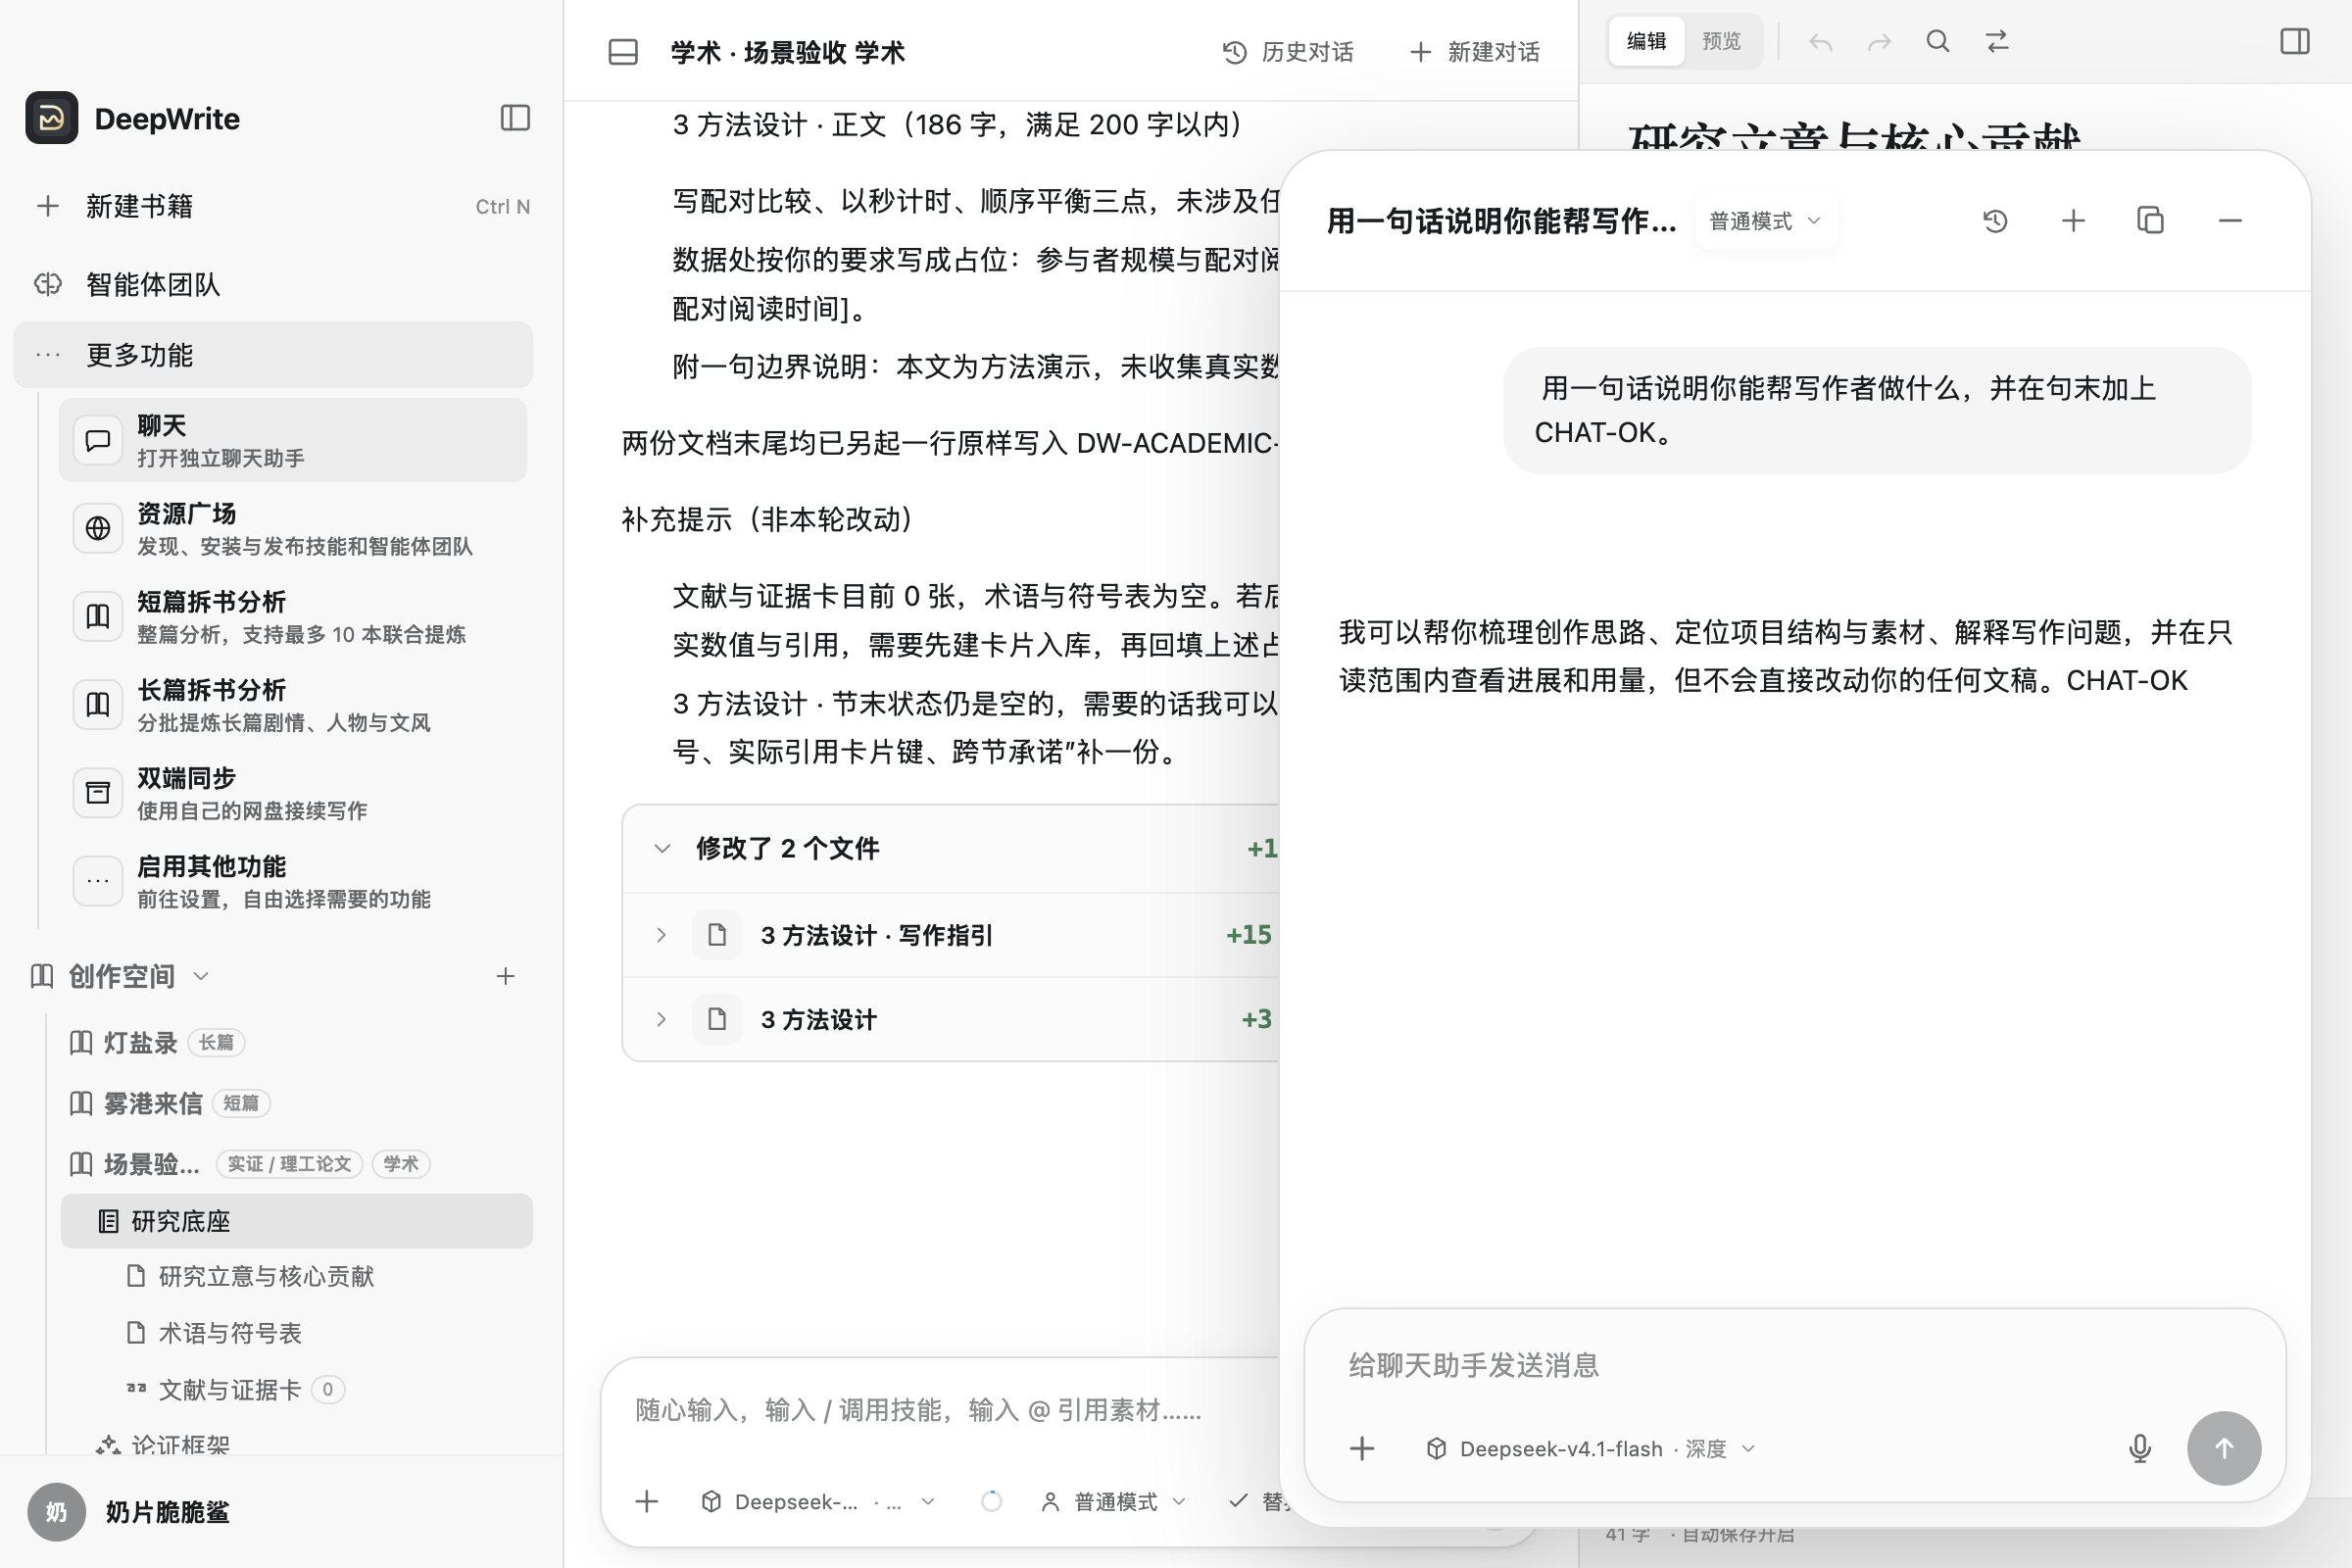 DeepWrite
新建书籍
Ctrl N
智能体团队
更多功能
聊天
打开独立聊天助手
资源广场
发现、安装与发布技能和智能体团队
短篇拆书分析
整篇分析，支持最多 10 本联合提炼
长篇拆书分析
分批提炼长篇剧情、人物与文风
双端同步
使用自己的网盘接续写作
启用其他功能
前往设置，自由选择需要的功能
创作空间
灯盐录 长篇
雾港来信 短篇
场景验... 实证 / 理工论文 学术
研究底座
研究立意与核心贡献
术语与符号表
文献与证据卡 0
论证框架
奶 奶片脆脆鲨
学术 · 场景验收 学术
历史对话
新建对话
3 方法设计 · 正文（186 字，满足 200 字以内）
写配对比较、以秒计时、顺序平衡三点，未涉及任
数据处按你的要求写成占位：参与者规模与配对阅
配对阅读时间]。
附一句边界说明：本文为方法演示，未收集真实数
两份文档末尾均已另起一行原样写入 DW-ACADEMIC-
补充提示（非本轮改动）
文献与证据卡目前 0 张，术语与符号表为空。若后
实数值与引用，需要先建卡片入库，再回填上述占
3 方法设计 · 节末状态仍是空的，需要的话我可以
号、实际引用卡片键、跨节承诺”补一份。
修改了 2 个文件 +1
3 方法设计 · 写作指引 +15
3 方法设计 +3
随心输入，输入 / 调用技能，输入 @ 引用素材......
Deepseek-... · ...
普通模式
替
编辑 预览
研究立意与核心贡献
用一句话说明你能帮写作...
普通模式
用一句话说明你能帮写作者做什么，并在句末加上
CHAT-OK。
我可以帮你梳理创作思路、定位项目结构与素材、解释写作问题，并在只
读范围内查看进展和用量，但不会直接改动你的任何文稿。CHAT-OK
给聊天助手发送消息
Deepseek-v4.1-flash · 深度
41 字 · 自动保存开启